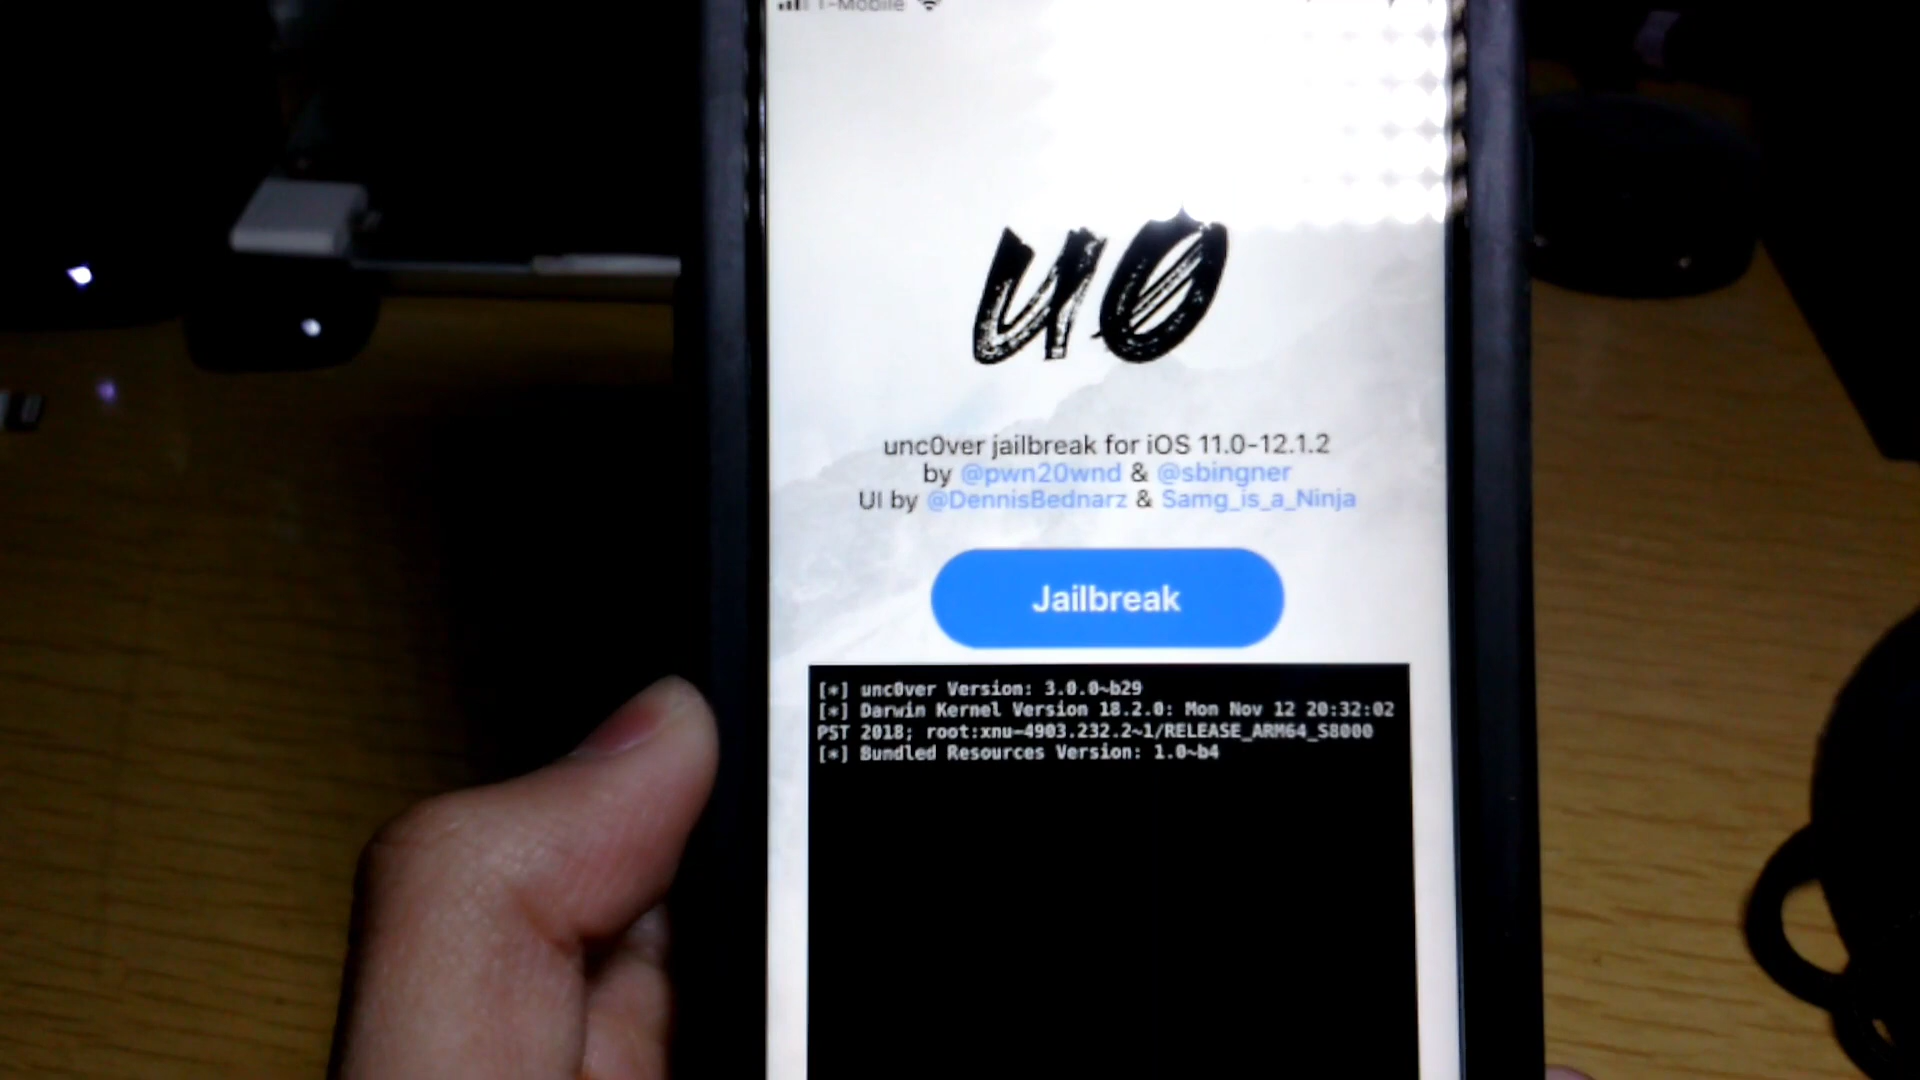 T-Mobile
u0
unc0ver jailbreak for iOS 11.0-12.1.2
by @pwn20wnd & @sbingner
UI by @DennisBednarz & Samg_is_a_Ninja
Jailbreak
[*] unc0ver Version: 3.0.0~b29
[*] Darwin Kernel Version 18.2.0: Mon Nov 12 20:32:02
PST 2018; root:xnu-4903.232.2~1/RELEASE_ARM64_S8000
[*] Bundled Resources Version: 1.0~b4